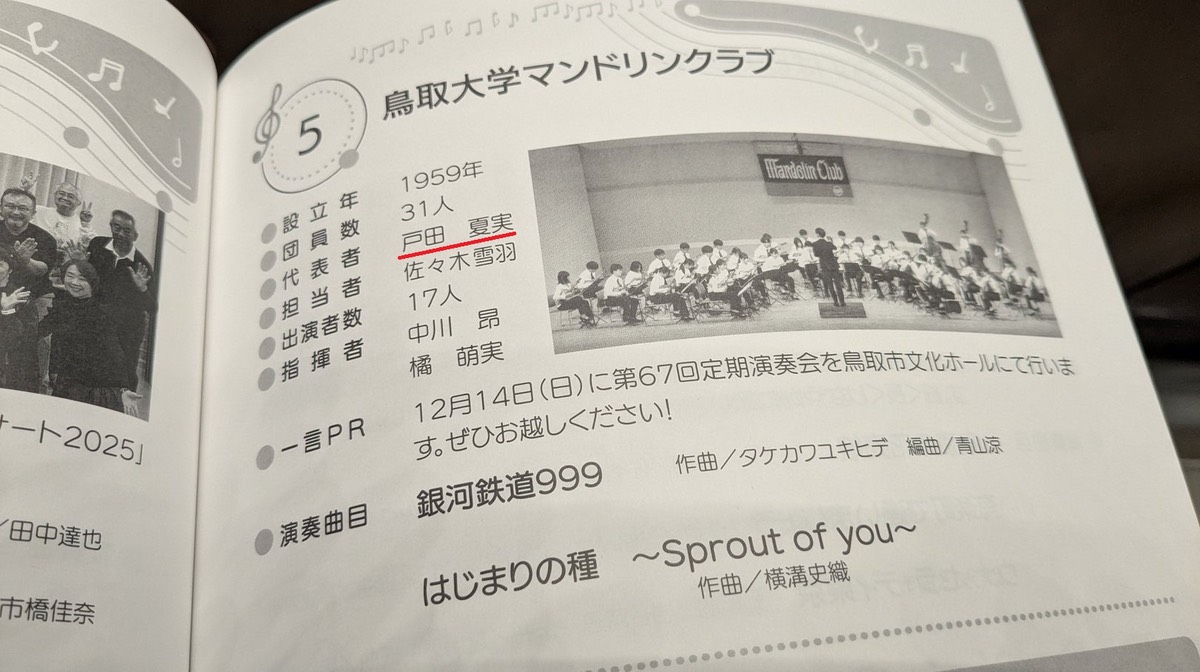 5
鳥取大学マンドリンクラブ
Mandolin Club
設立年 1959年
団員数 31人
代表者 戸田 夏実
担当者 佐々木雪羽
出演者数 17人
指揮者 中川 昂
橘 萌実
一言PR 12月14日(日)に第67回定期演奏会を鳥取市文化ホールにて行いま
す。ぜひお越しください!
演奏曲目 銀河鉄道999 作曲/タケカワユキヒデ 編曲/青山涼
はじまりの種 ~Sprout of you~
作曲/横溝史織
オート2025」
/田中達也
市橋佳奈